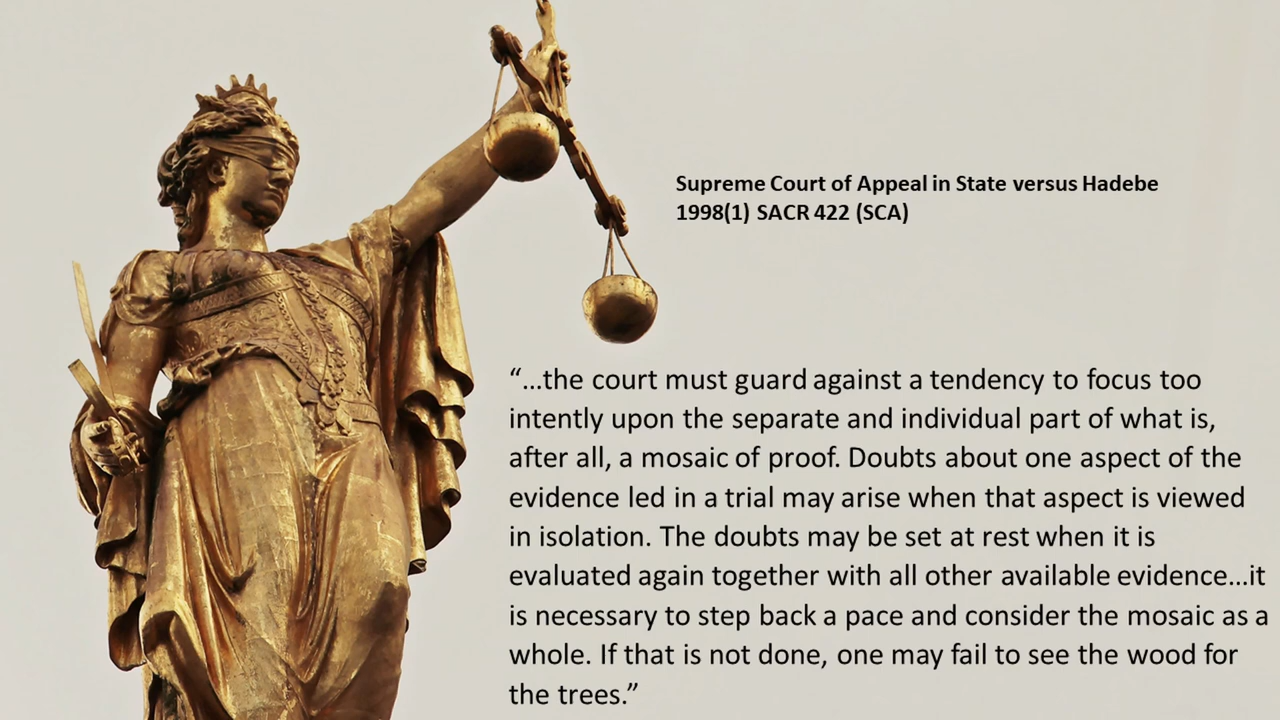 Supreme Court of Appeal in State versus Hadebe
1998(1) SACR 422 (SCA)
“…the court must guard against a tendency to focus too
intently upon the separate and individual part of what is,
after all, a mosaic of proof. Doubts about one aspect of the
evidence led in a trial may arise when that aspect is viewed
in isolation. The doubts may be set at rest when it is
evaluated again together with all other available evidence…it
is necessary to step back a pace and consider the mosaic as a
whole. If that is not done, one may fail to see the wood for
the trees.”